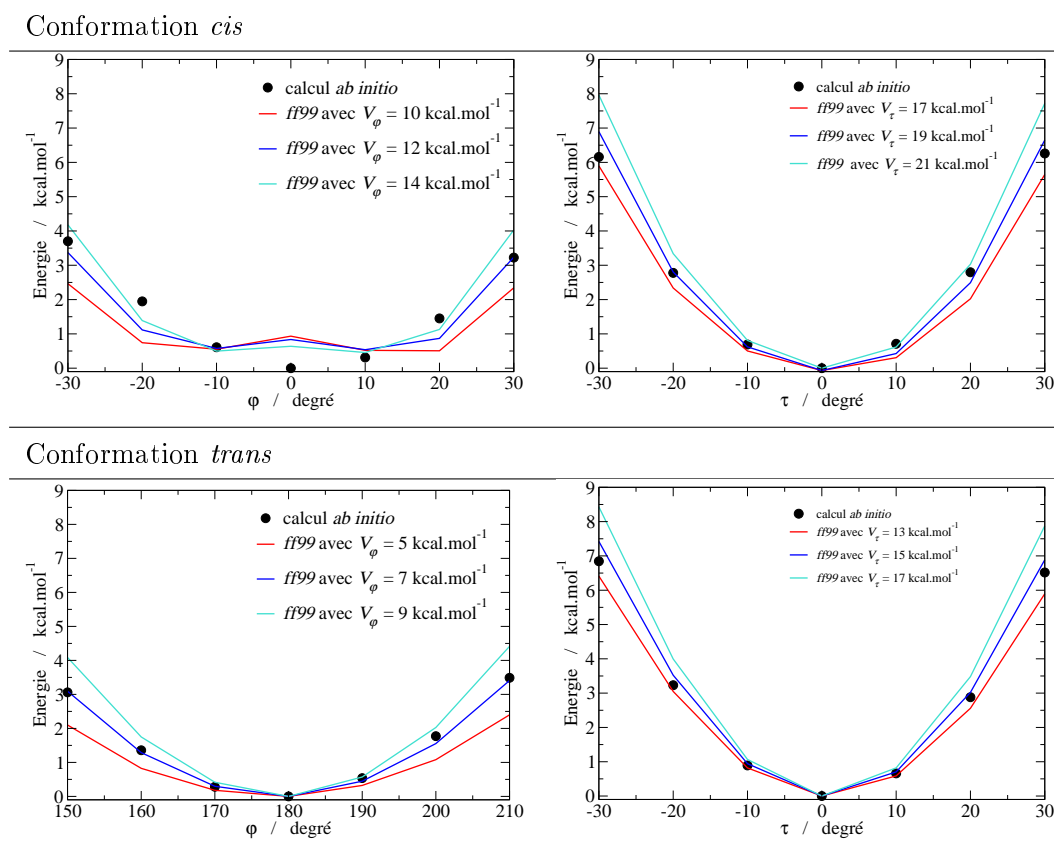 Conformation cis
9
8
7
6
5
4
3
2
1
0
Energie / kcal.mol-1
calcul ab initio
ff99 avec Vφ = 10 kcal.mol-1
ff99 avec Vφ = 12 kcal.mol-1
ff99 avec Vφ = 14 kcal.mol-1
-30 -20 -10 0 10 20 30
φ / degré
9
8
7
6
5
4
3
2
1
0
Energie / kcal.mol-1
calcul ab initio
ff99 avec Vτ = 17 kcal.mol-1
ff99 avec Vτ = 19 kcal.mol-1
ff99 avec Vτ = 21 kcal.mol-1
-30 -20 -10 0 10 20 30
τ / degré
Conformation trans
9
8
7
6
5
4
3
2
1
0
Energie / kcal.mol-1
calcul ab initio
ff99 avec Vφ = 5 kcal.mol-1
ff99 avec Vφ = 7 kcal.mol-1
ff99 avec Vφ = 9 kcal.mol-1
150 160 170 180 190 200 210
φ / degré
9
8
7
6
5
4
3
2
1
0
Energie / kcal.mol-1
calcul ab initio
ff99 avec Vτ = 13 kcal.mol-1
ff99 avec Vτ = 15 kcal.mol-1
ff99 avec Vτ = 17 kcal.mol-1
-30 -20 -10 0 10 20 30
τ / degré